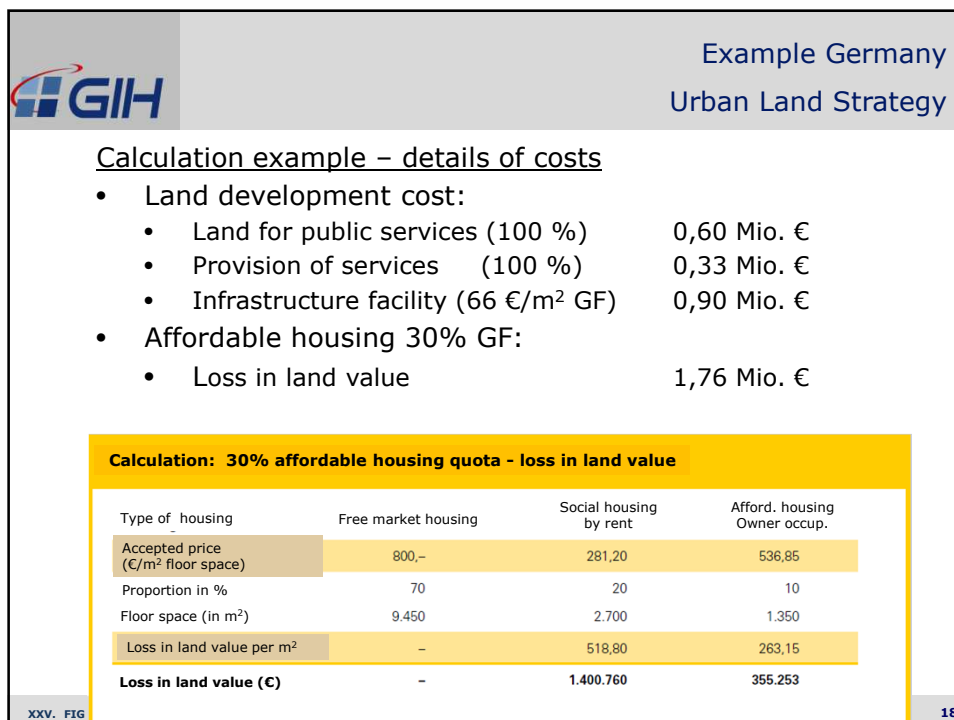 GIH
Example Germany
Urban Land Strategy
Calculation example – details of costs
• Land development cost:
• Land for public services (100 %) 0,60 Mio. €
• Provision of services (100 %) 0,33 Mio. €
• Infrastructure facility (66 €/m² GF) 0,90 Mio. €
• Affordable housing 30% GF:
• Loss in land value 1,76 Mio. €
Calculation: 30% affordable housing quota - loss in land value
Type of housing Free market housing Social housing by rent Afford. housing Owner occup.
Accepted price (€/m² floor space) 800,– 281,20 536,85
Proportion in % 70 20 10
Floor space (in m²) 9.450 2.700 1.350
Loss in land value per m² – 518,80 263,15
Loss in land value (€) – 1.400.760 355.253
XXV. FIG
18